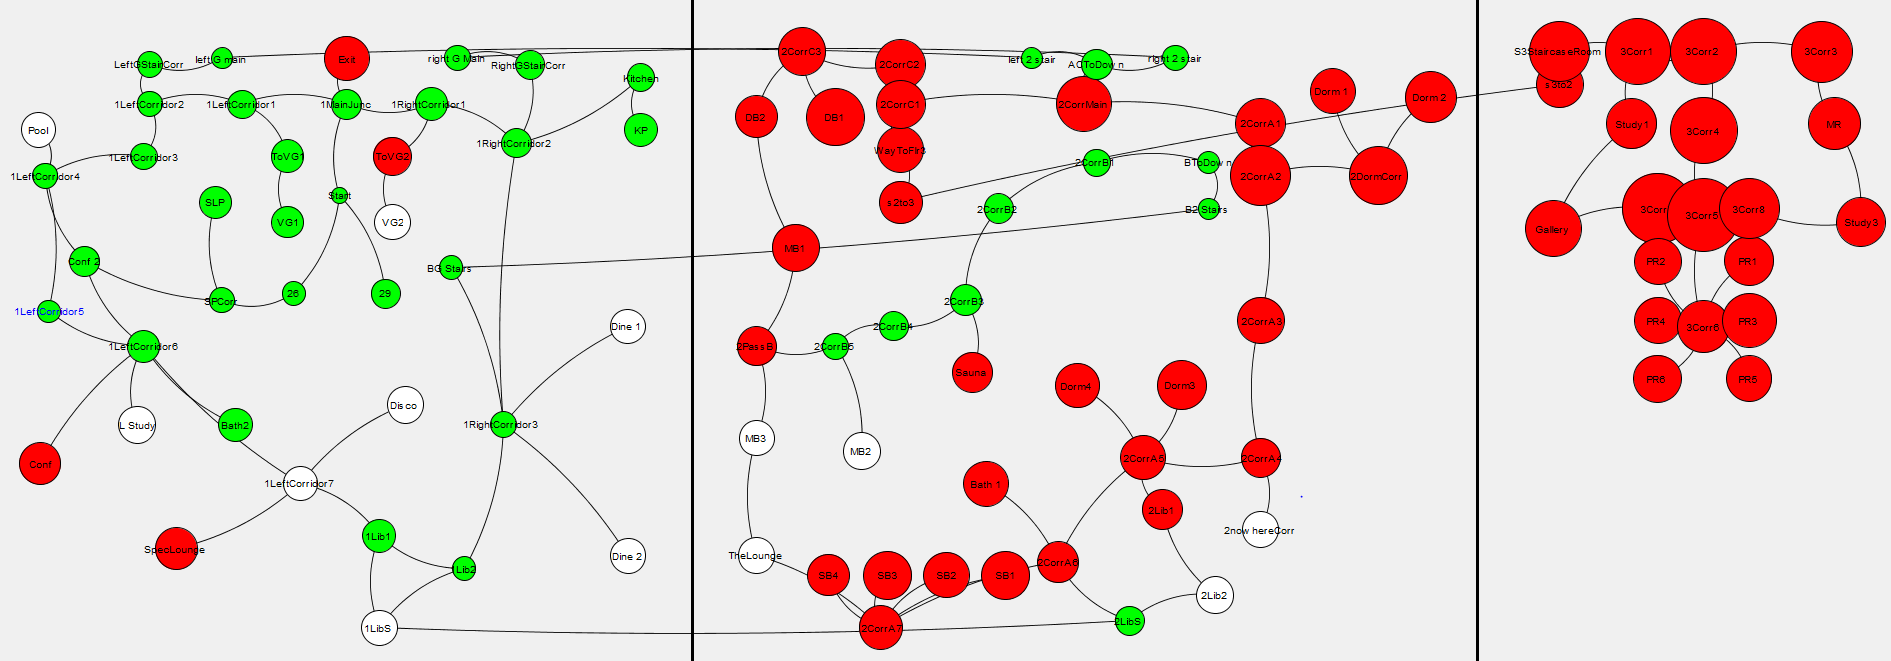 LeftGStairCorr
left G main
Exit
right G Main
RightGStairCorr
Kitchen
1LeftCorridor2
1LeftCorridor1
1MainJunc
1RightCorridor1
KP
Pool
1LeftCorridor3
ToVG1
ToVG2
1RightCorridor2
1LeftCorridor4
SLP
Start
VG1
VG2
Conf 2
BG Stairs
SPCorr
26
29
1LeftCorridor5
Dine 1
1LeftCorridor6
L Study
Bath2
Disco
1RightCorridor3
Conf
1LeftCorridor7
SpecLounge
1Lib1
1Lib2
Dine 2
1LibS
2CorrC3
2CorrC2
left 2 stair
ACToDown
right 2 stair
DB2
DB1
2CorrC1
2CorrMain
2CorrA1
Dorm 1
Dorm 2
WayToFlr3
2CorrB1
BToDown
2CorrA2
2DormCorr
s2to3
2CorrB2
B2 Stairs
MB1
2CorrB3
2CorrA3
2CorrB4
2Pass B
2CorrB5
Sauna
Dorm4
Dorm3
MB3
MB2
2CorrA5
2CorrA4
Bath 1
2Lib1
2nowhereCorr
TheLounge
SB4
SB3
SB2
SB1
2CorrA6
2Lib2
2CorrA7
2LibS
S3StaircaseRoom
3Corr1
3Corr2
3Corr3
s3to2
Study1
3Corr4
MR
3Corr
3Corr5
3Corr8
Gallery
Study3
PR2
PR1
PR4
3Corr6
PR3
PR6
PR5